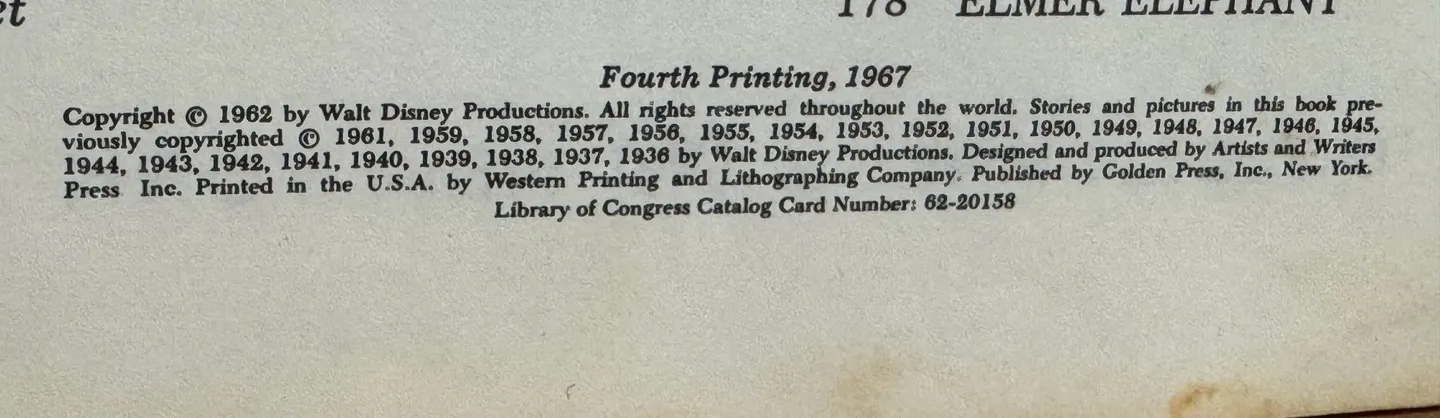 et
178 ELMER ELEPHANT
Fourth Printing, 1967
Copyright © 1962 by Walt Disney Productions. All rights reserved throughout the world. Stories and pictures in this book pre-
viously copyrighted © 1961, 1959, 1958, 1957, 1956, 1955, 1954, 1953, 1952, 1951, 1950, 1949, 1948, 1947, 1946, 1945,
1944, 1943, 1942, 1941, 1940, 1939, 1938, 1937, 1936 by Walt Disney Productions. Designed and produced by Artists and Writers
Press Inc. Printed in the U.S.A. by Western Printing and Lithographing Company. Published by Golden Press, Inc., New York.
Library of Congress Catalog Card Number: 62-20158